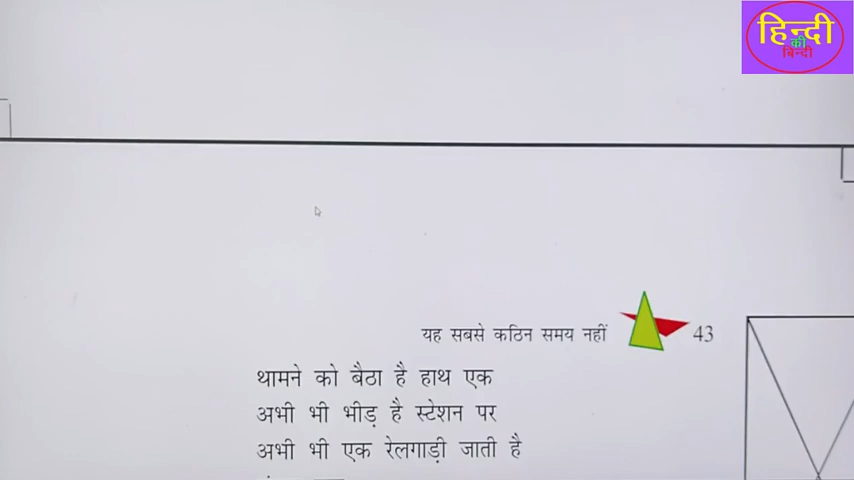 हिन्दी
की
बिन्दी
यह सबसे कठिन समय नहीं 43
थामने को बैठा है हाथ एक
अभी भी भीड़ है स्टेशन पर
अभी भी एक रेलगाड़ी जाती है